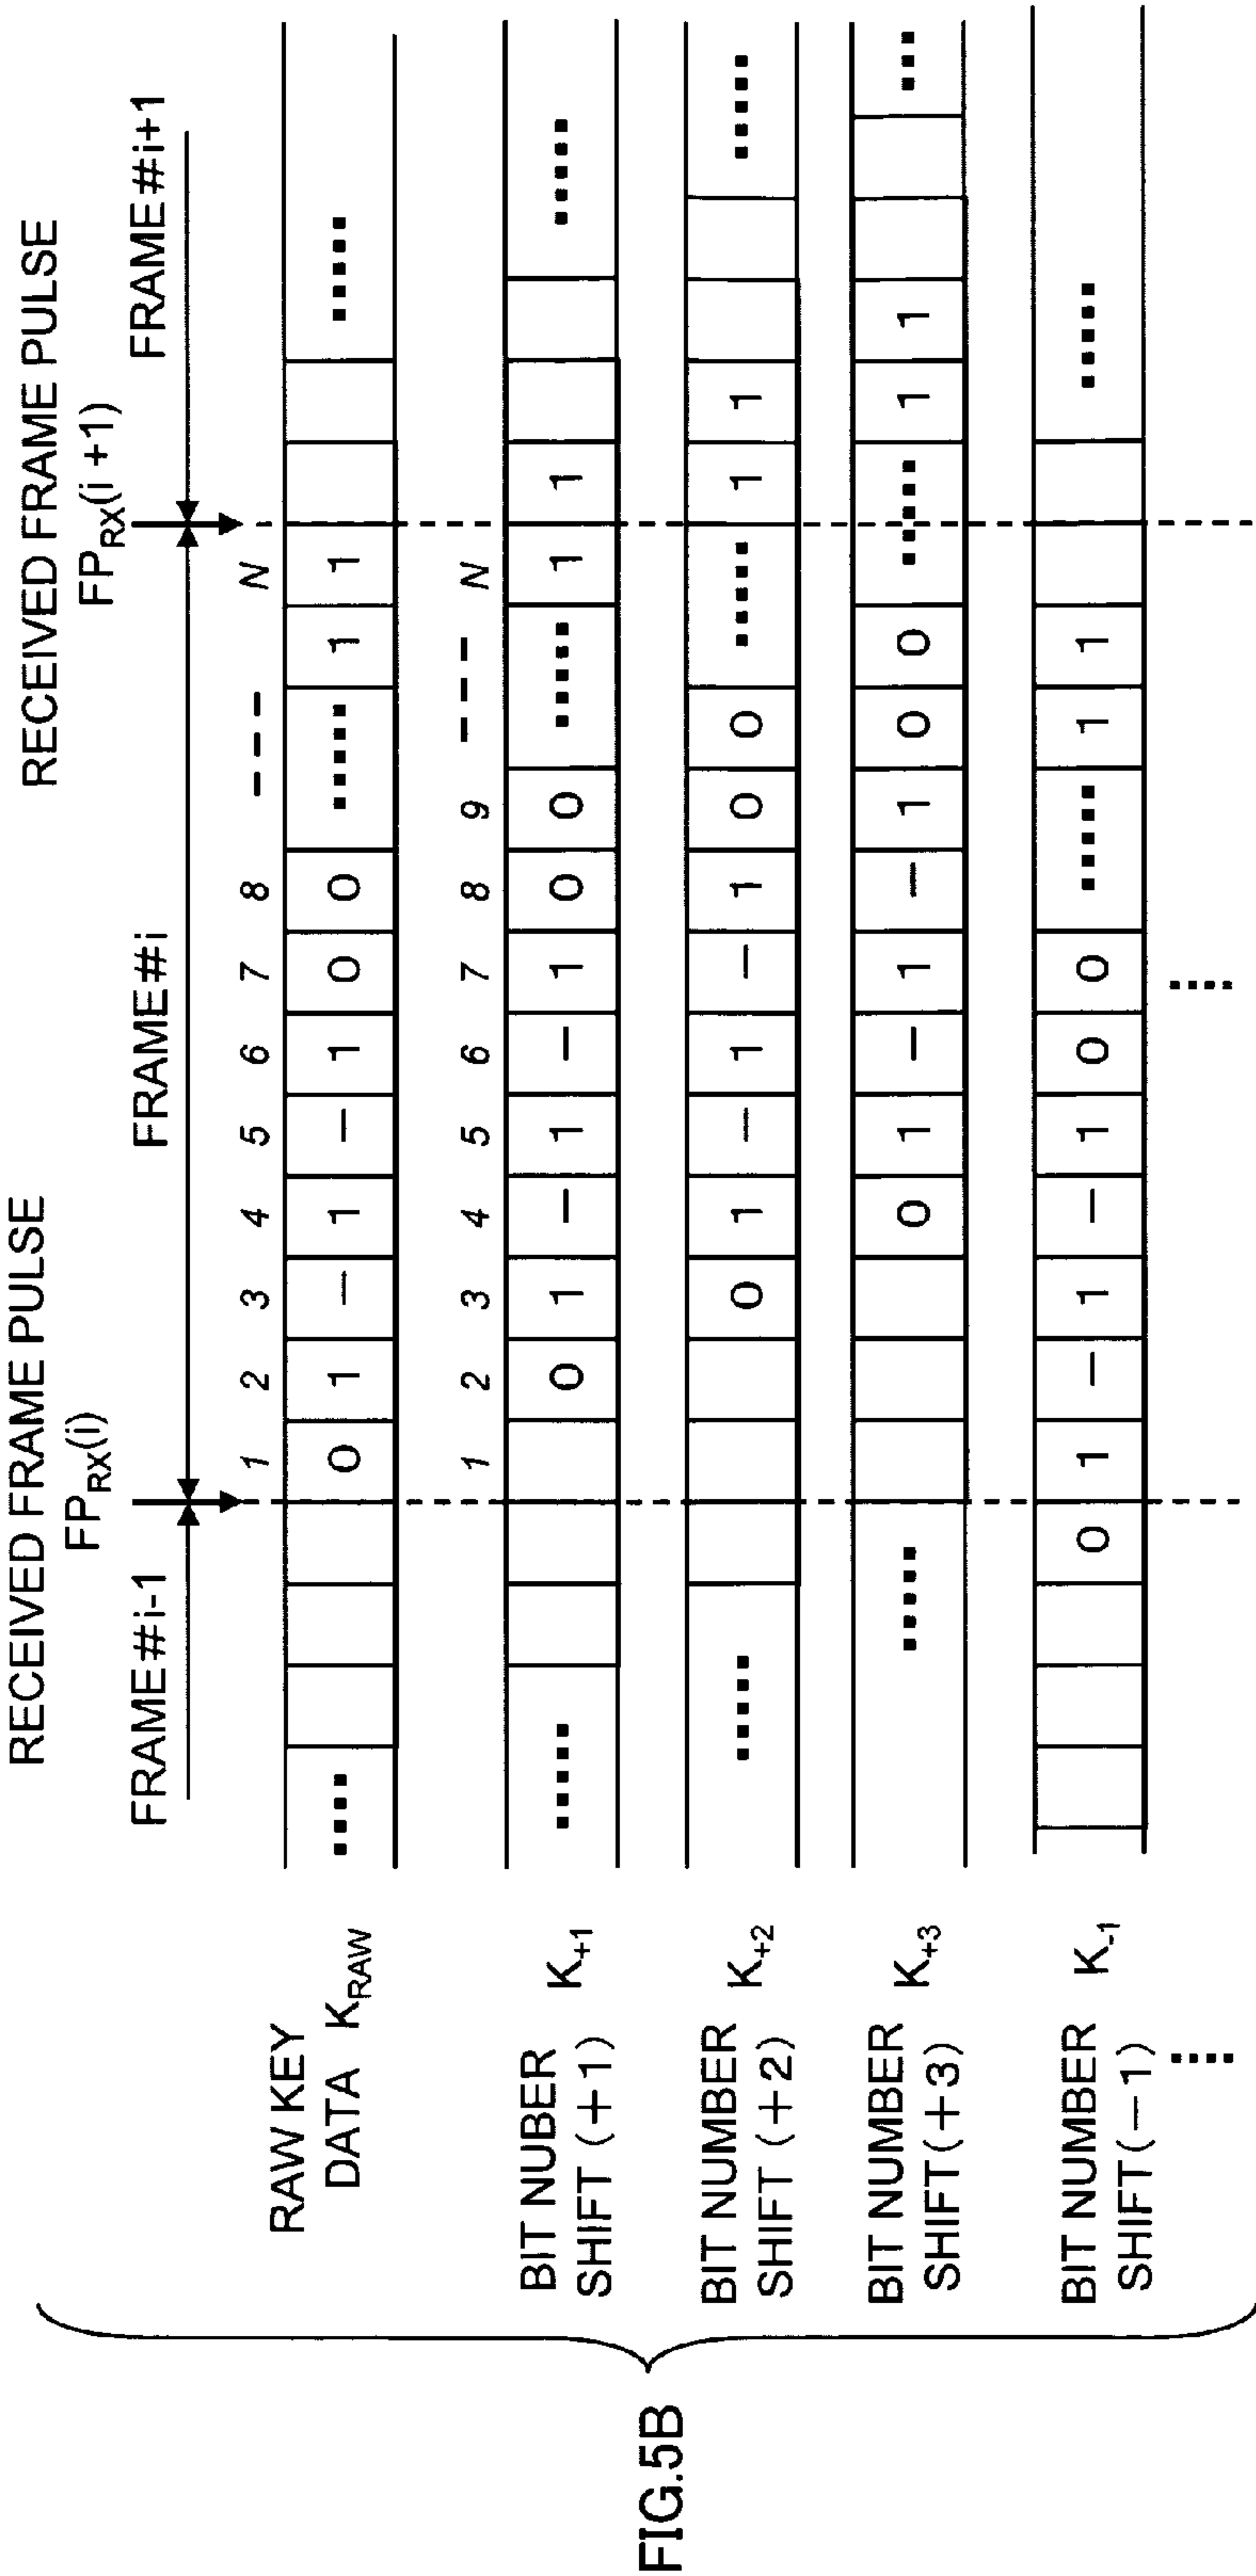 RECEIVED FRAME PULSE RECEIVED FRAME PULSE
FP_RX(i) FP_RX(i +1)
FRAME#i-1 FRAME#i FRAME#i+1
1 2 3 4 5 6 7 8 --- N
RAW KEY
DATA K_RAW
····· 0 1 − 1 − 1 0 0 ······ 1 1 ······
1 2 3 4 5 6 7 8 9 --- N
BIT NUBER
SHIFT (+1) K_+1
······ 0 1 − 1 − 1 0 0 ······ 1 1 ······
BIT NUMBER
SHIFT (+2) K_+2
······ 0 1 − 1 − 1 0 0 ······ 1 1 ······
BIT NUMBER
SHIFT(+3) K_+3
······ 0 1 − 1 − 1 0 0 ······ 1 1 ···
BIT NUMBER
SHIFT(−1) K_-1
0 1 − 1 − 1 0 0 ······ 1 1 ······
····· ·····
FIG.5B